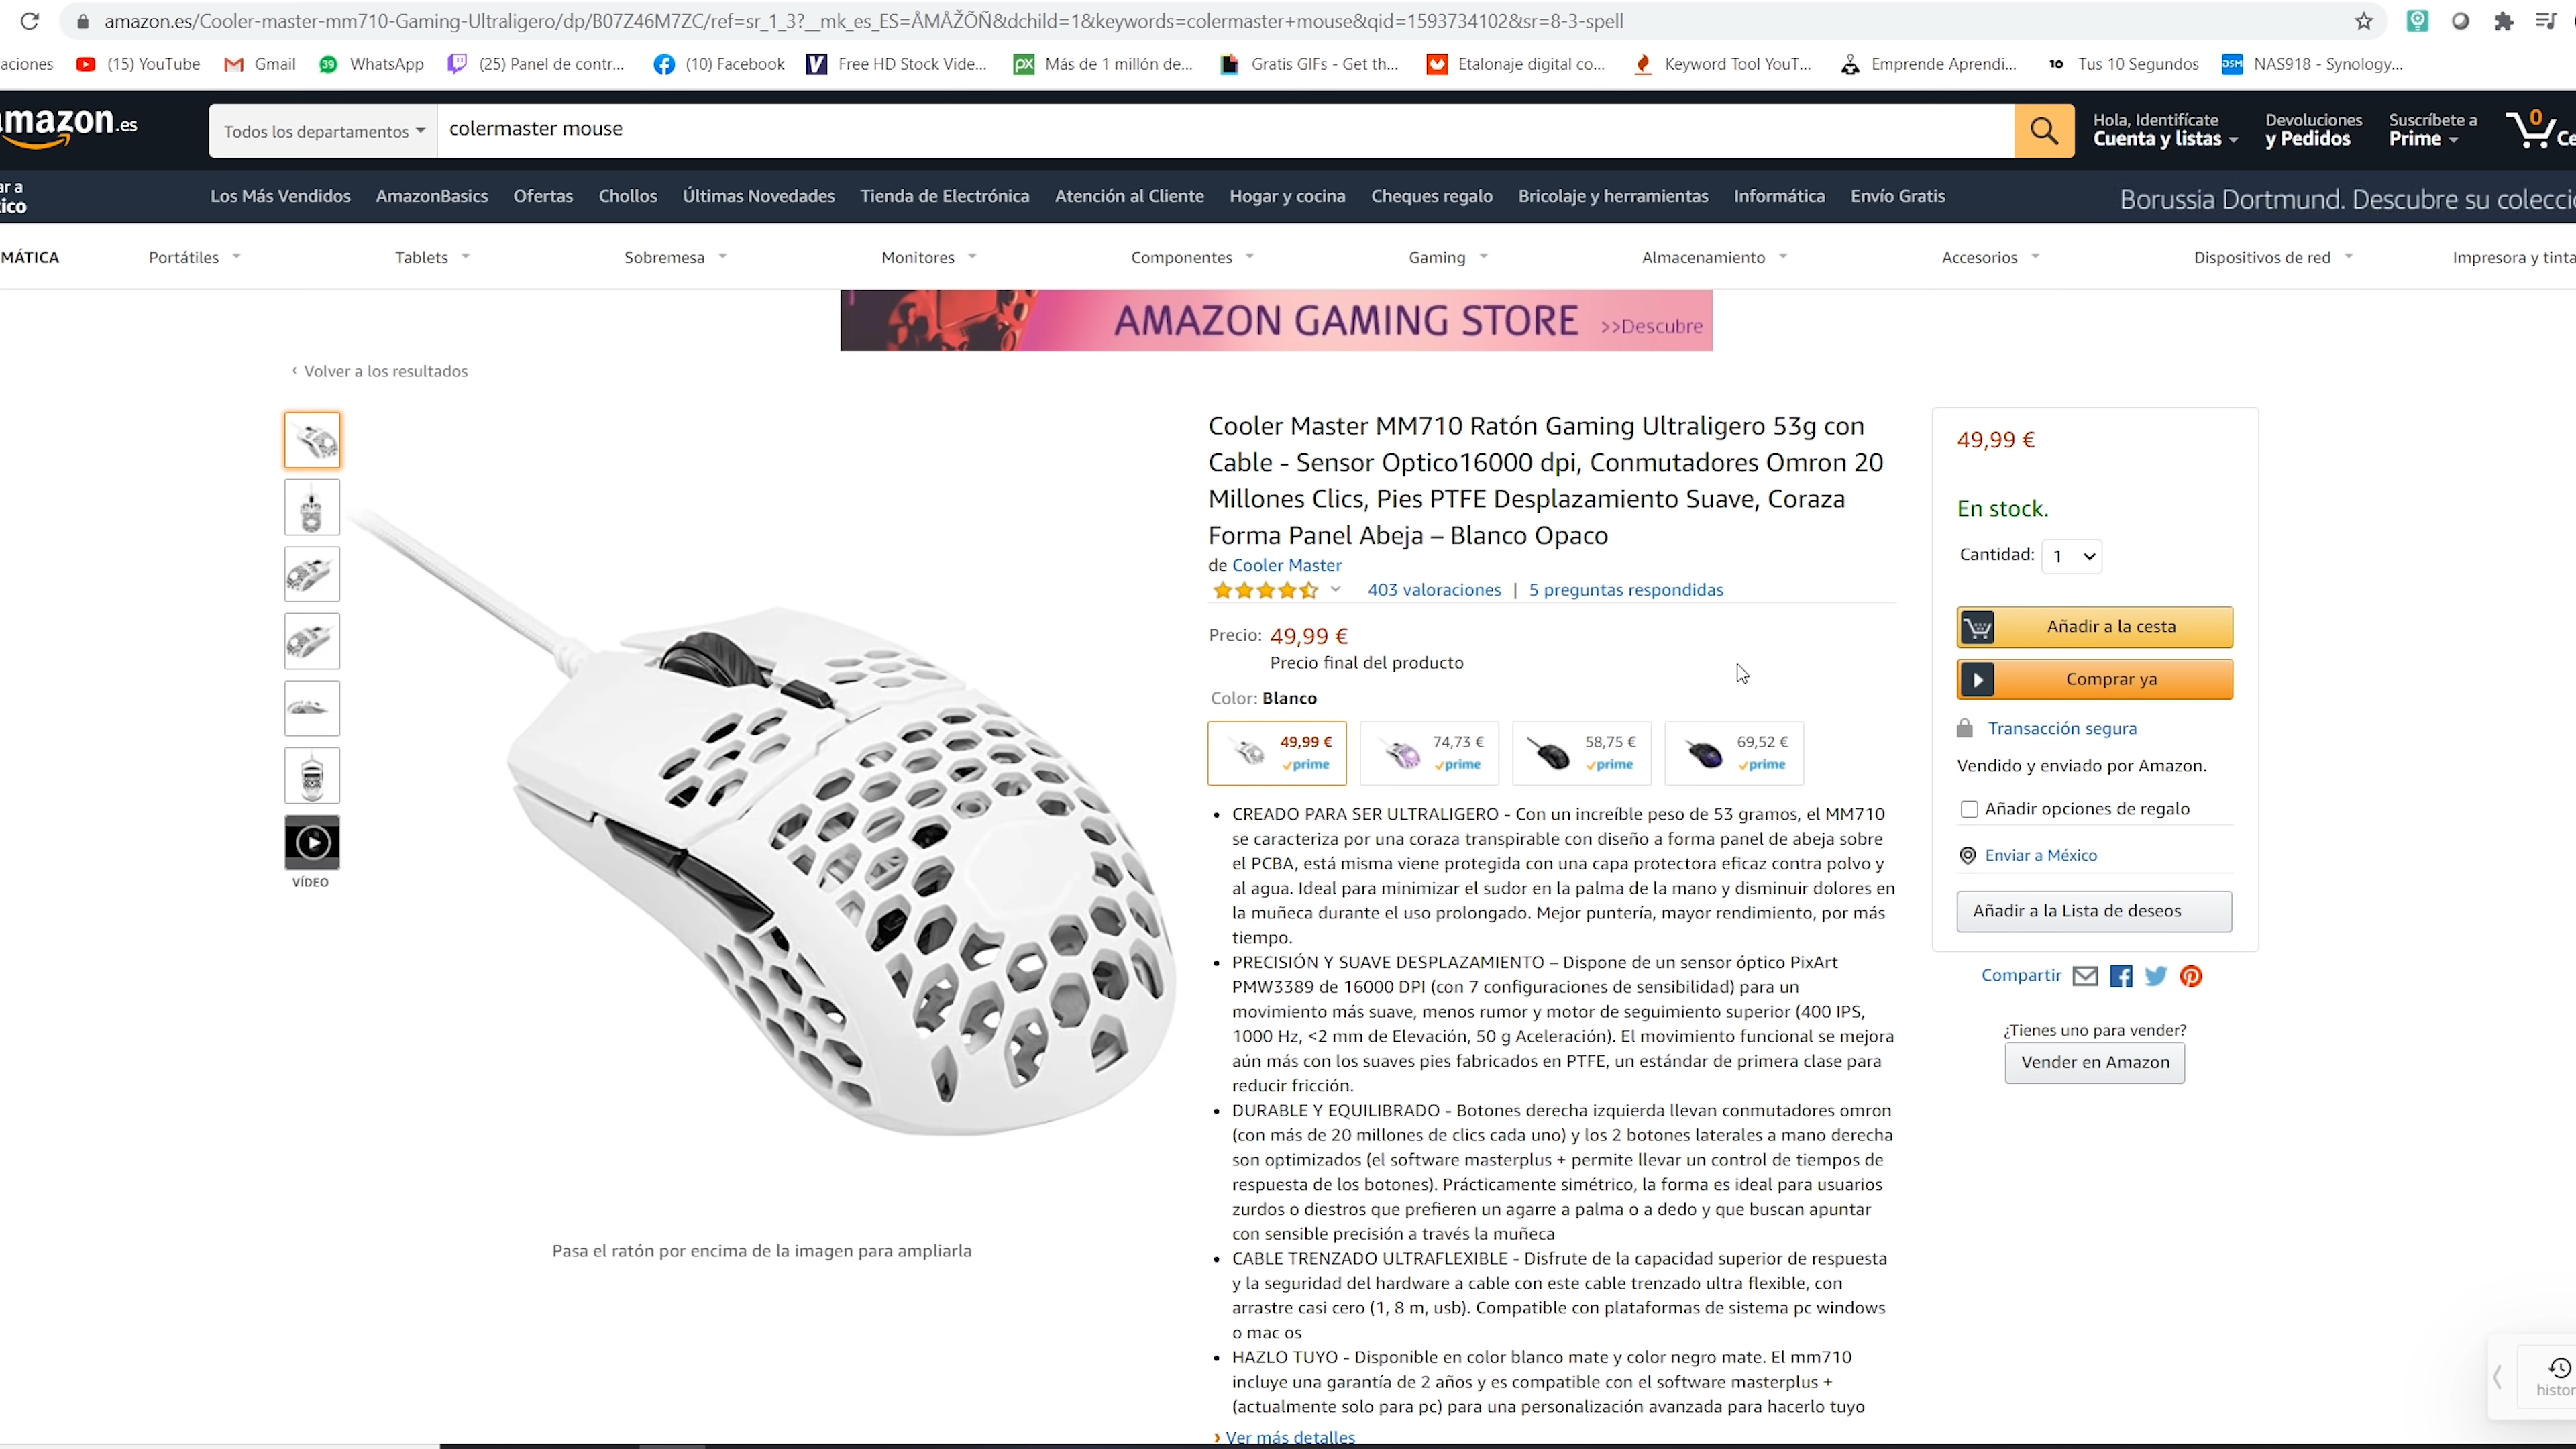 amazon.es/Cooler-master-mm710-Gaming-Ultraligero/dp/B07Z46M7ZC/ref=sr_1_3?__mk_es_ES=ÅMÅŽÕÑ&dchild=1&keywords=colermaster+mouse&qid=1593734102&sr=8-3-spell
aciones (15) YouTube Gmail 39 WhatsApp (25) Panel de contr... (10) Facebook Free HD Stock Vide... Más de 1 millón de... Gratis GIFs - Get th... Etalonaje digital co... Keyword Tool YouT... Emprende Aprendi... 10 Tus 10 Segundos DSM NAS918 - Synology...
amazon.es
Todos los departamentos colermaster mouse
Hola, Identifícate
Cuenta y listas
Devoluciones
y Pedidos
Suscríbete a
Prime
0
Ce
ar a
ico
Los Más Vendidos AmazonBasics Ofertas Chollos Últimas Novedades Tienda de Electrónica Atención al Cliente Hogar y cocina Cheques regalo Bricolaje y herramientas Informática Envío Gratis Borussia Dortmund. Descubre su colecci
MÁTICA Portátiles Tablets Sobremesa Monitores Componentes Gaming Almacenamiento Accesorios Dispositivos de red Impresora y tinta
AMAZON GAMING STORE >>Descubre
‹ Volver a los resultados
VÍDEO
Pasa el ratón por encima de la imagen para ampliarla
Cooler Master MM710 Ratón Gaming Ultraligero 53g con
Cable - Sensor Optico16000 dpi, Conmutadores Omron 20
Millones Clics, Pies PTFE Desplazamiento Suave, Coraza
Forma Panel Abeja – Blanco Opaco
de Cooler Master
403 valoraciones | 5 preguntas respondidas
Precio: 49,99 €
Precio final del producto
Color: Blanco
49,99 € 74,73 € 58,75 € 69,52 €
prime prime prime prime
• CREADO PARA SER ULTRALIGERO - Con un increíble peso de 53 gramos, el MM710
se caracteriza por una coraza transpirable con diseño a forma panel de abeja sobre
el PCBA, está misma viene protegida con una capa protectora eficaz contra polvo y
al agua. Ideal para minimizar el sudor en la palma de la mano y disminuir dolores en
la muñeca durante el uso prolongado. Mejor puntería, mayor rendimiento, por más
tiempo.
• PRECISIÓN Y SUAVE DESPLAZAMIENTO – Dispone de un sensor óptico PixArt
PMW3389 de 16000 DPI (con 7 configuraciones de sensibilidad) para un
movimiento más suave, menos rumor y motor de seguimiento superior (400 IPS,
1000 Hz, <2 mm de Elevación, 50 g Aceleración). El movimiento funcional se mejora
aún más con los suaves pies fabricados en PTFE, un estándar de primera clase para
reducir fricción.
• DURABLE Y EQUILIBRADO - Botones derecha izquierda llevan conmutadores omron
(con más de 20 millones de clics cada uno) y los 2 botones laterales a mano derecha
son optimizados (el software masterplus + permite llevar un control de tiempos de
respuesta de los botones). Prácticamente simétrico, la forma es ideal para usuarios
zurdos o diestros que prefieren un agarre a palma o a dedo y que buscan apuntar
con sensible precisión a través la muñeca
• CABLE TRENZADO ULTRAFLEXIBLE - Disfrute de la capacidad superior de respuesta
y la seguridad del hardware a cable con este cable trenzado ultra flexible, con
arrastre casi cero (1, 8 m, usb). Compatible con plataformas de sistema pc windows
o mac os
• HAZLO TUYO - Disponible en color blanco mate y color negro mate. El mm710
incluye una garantía de 2 años y es compatible con el software masterplus +
(actualmente solo para pc) para una personalización avanzada para hacerlo tuyo
› Ver más detalles
49,99 €
En stock.
Cantidad: 1
Añadir a la cesta
Comprar ya
Transacción segura
Vendido y enviado por Amazon.
Añadir opciones de regalo
Enviar a México
Añadir a la Lista de deseos
Compartir
¿Tienes uno para vender?
Vender en Amazon
histor